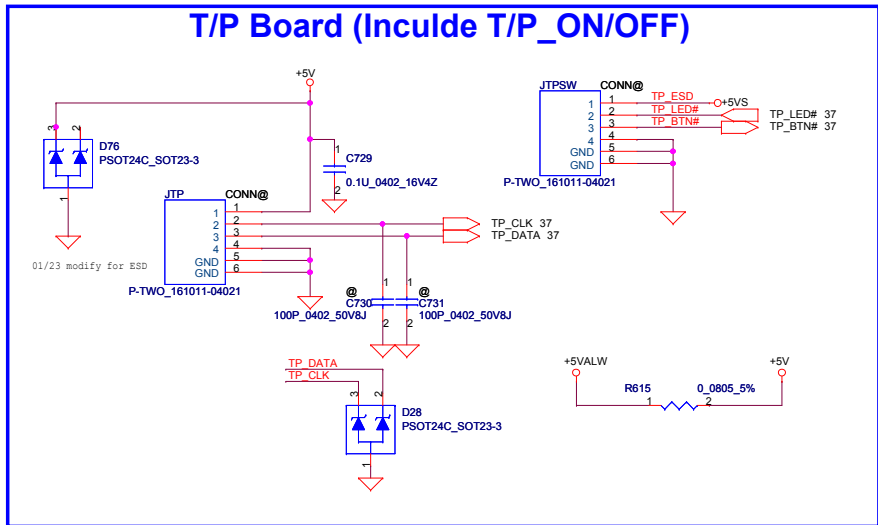 T/P Board (Inculde T/P_ON/OFF)
+5V
3
2
D76
PSOT24C_SOT23-3
1
01/23 modify for ESD
1
C729
0.1U_0402_16V4Z
2
JTP
CONN@
1 1
2 2
3 3
4 4
GND 5
GND 6
P-TWO_161011-04021
TP_CLK 37
TP_DATA 37
1
@
C730
100P_0402_50V8J
2
1
@
C731
100P_0402_50V8J
2
TP_DATA
TP_CLK
3
2
D28
PSOT24C_SOT23-3
1
JTPSW
CONN@
1 1 TP_ESD +5VS
2 2 TP_LED# TP_LED# 37
3 3 TP_BTN# TP_BTN# 37
4 4
GND 5
GND 6
P-TWO_161011-04021
+5VALW
+5V
R615
0_0805_5%
1
2